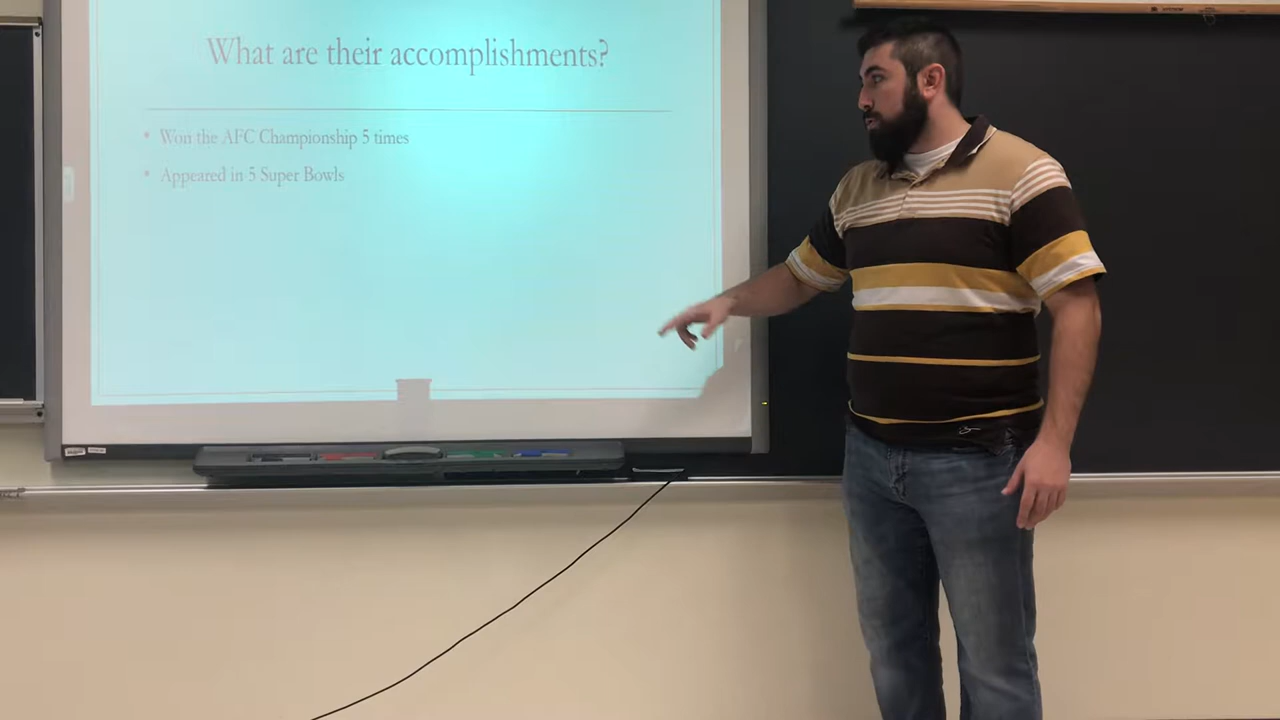 What are their accomplishments?
• Won the AFC Championship 5 times
• Appeared in 5 Super Bowls